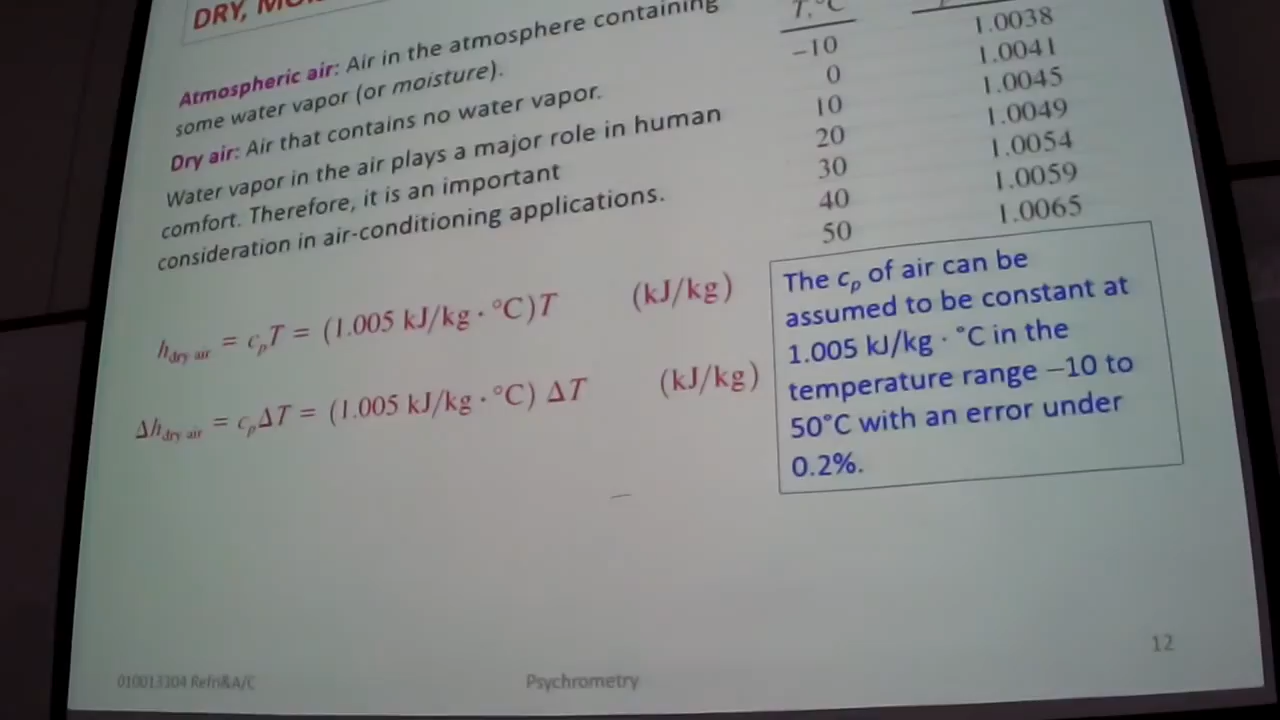 DRY,
Atmospheric air: Air in the atmosphere containing
some water vapor (or moisture).
Dry air: Air that contains no water vapor.
Water vapor in the air plays a major role in human
comfort. Therefore, it is an important
consideration in air-conditioning applications.
h_dry air = c_pT = (1.005 kJ/kg · °C)T (kJ/kg)
Δh_dry air = c_pΔT = (1.005 kJ/kg · °C) ΔT (kJ/kg)
T, °C
-10 1.0038
0 1.0041
10 1.0045
20 1.0049
30 1.0054
40 1.0059
50 1.0065
The c_p of air can be
assumed to be constant at
1.005 kJ/kg · °C in the
temperature range −10 to
50°C with an error under
0.2%.
12
010013304 Refri&A/C
Psychrometry